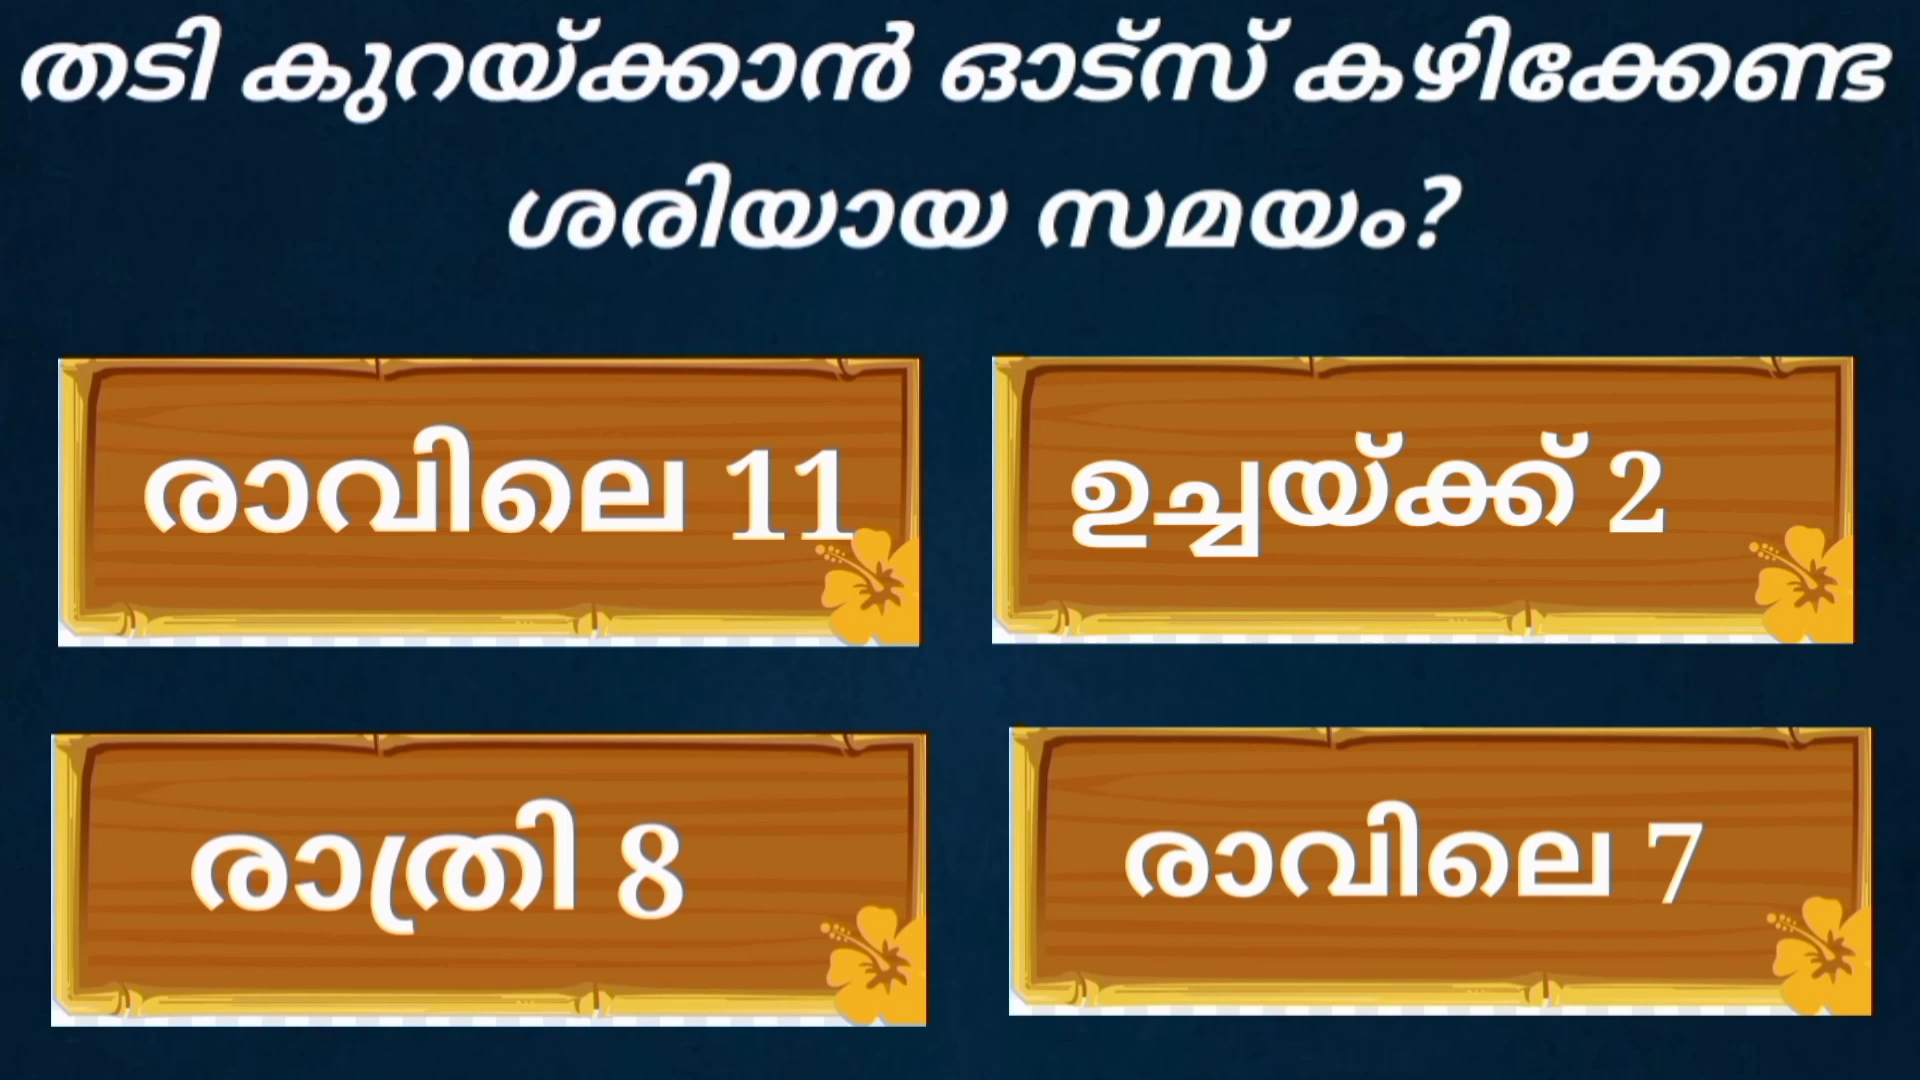 തടി കുറയ്ക്കാൻ ഓട്സ് കഴിക്കേണ്ട
ശരിയായ സമയം?
രാവിലെ 11
ഉച്ചയ്ക്ക് 2
രാത്രി 8
രാവിലെ 7